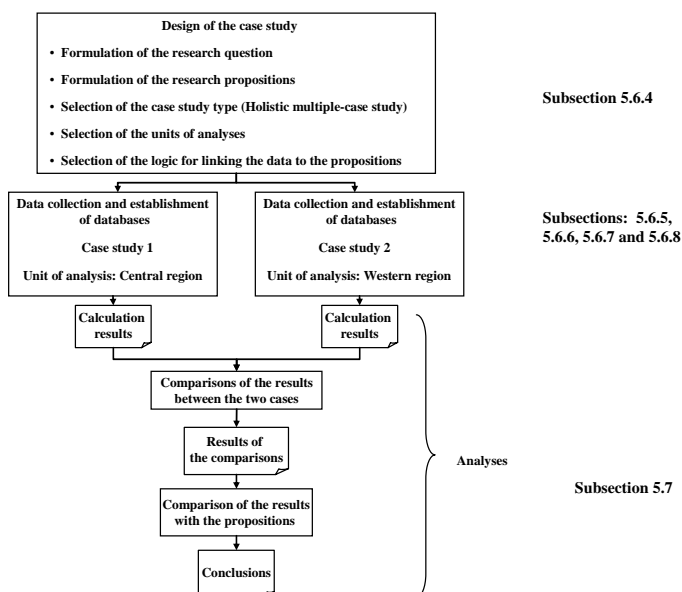 Design of the case study
• Formulation of the research question
• Formulation of the research propositions
• Selection of the case study type (Holistic multiple-case study)
• Selection of the units of analyses
• Selection of the logic for linking the data to the propositions
Subsection 5.6.4
Data collection and establishment
of databases
Case study 1
Unit of analysis: Central region
Data collection and establishment
of databases
Case study 2
Unit of analysis: Western region
Subsections: 5.6.5,
5.6.6, 5.6.7 and 5.6.8
Calculation
results
Calculation
results
Comparisons of the results
between the two cases
Results of
the comparisons
Analyses
Comparison of the results
with the propositions
Subsection 5.7
Conclusions